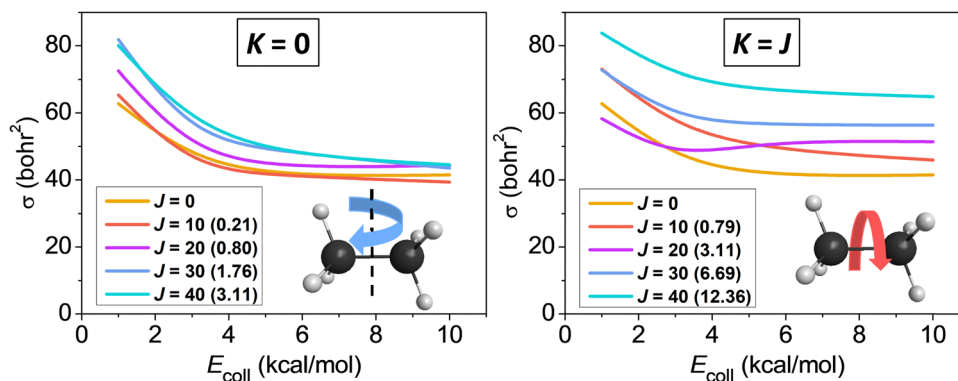 K = 0
σ (bohr²)
80
60
40
20
0
J = 0
J = 10 (0.21)
J = 20 (0.80)
J = 30 (1.76)
J = 40 (3.11)
0 2 4 6 8 10
E_coll (kcal/mol)
K = J
σ (bohr²)
80
60
40
20
0
J = 0
J = 10 (0.79)
J = 20 (3.11)
J = 30 (6.69)
J = 40 (12.36)
0 2 4 6 8 10
E_coll (kcal/mol)